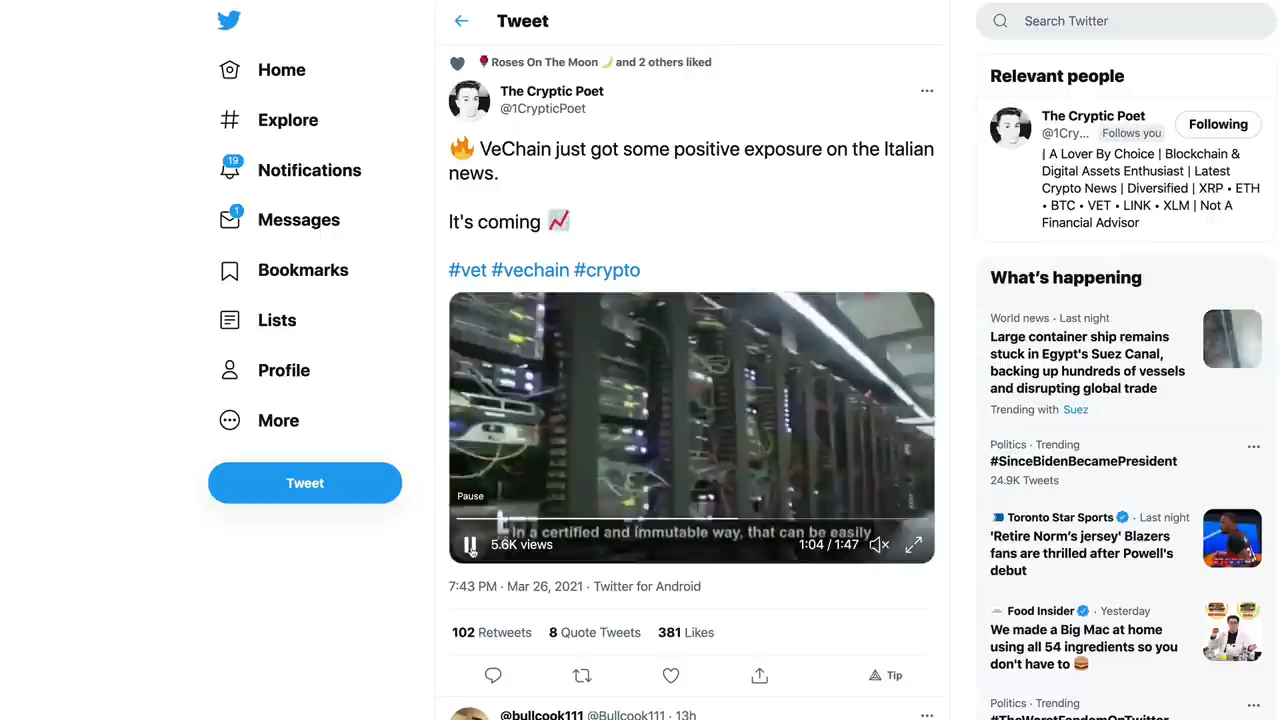 Home
Explore
19
Notifications
1
Messages
Bookmarks
Lists
Profile
More
Tweet
Tweet
Roses On The Moon 🌙 and 2 others liked
The Cryptic Poet
@1CrypticPoet
🔥 VeChain just got some positive exposure on the Italian
news.
It's coming 📈
#vet #vechain #crypto
Pause
in a certified and immutable way, that can be easily
5.6K views
1:04 / 1:47
7:43 PM · Mar 26, 2021 · Twitter for Android
102 Retweets 8 Quote Tweets 381 Likes
Tip
@bullcook111 @Bullcook111 · 13h
Search Twitter
Relevant people
The Cryptic Poet
@1Cry... Follows you
Following
| A Lover By Choice | Blockchain &
Digital Assets Enthusiast | Latest
Crypto News | Diversified | XRP • ETH
• BTC • VET • LINK • XLM | Not A
Financial Advisor
What's happening
World news · Last night
Large container ship remains
stuck in Egypt's Suez Canal,
backing up hundreds of vessels
and disrupting global trade
Trending with Suez
Politics · Trending
#SinceBidenBecamePresident
24.9K Tweets
Toronto Star Sports · Last night
'Retire Norm's jersey' Blazers
fans are thrilled after Powell's
debut
Food Insider · Yesterday
We made a Big Mac at home
using all 54 ingredients so you
don't have to 🍔
Politics · Trending
#TheWorstFandomOnTwitter